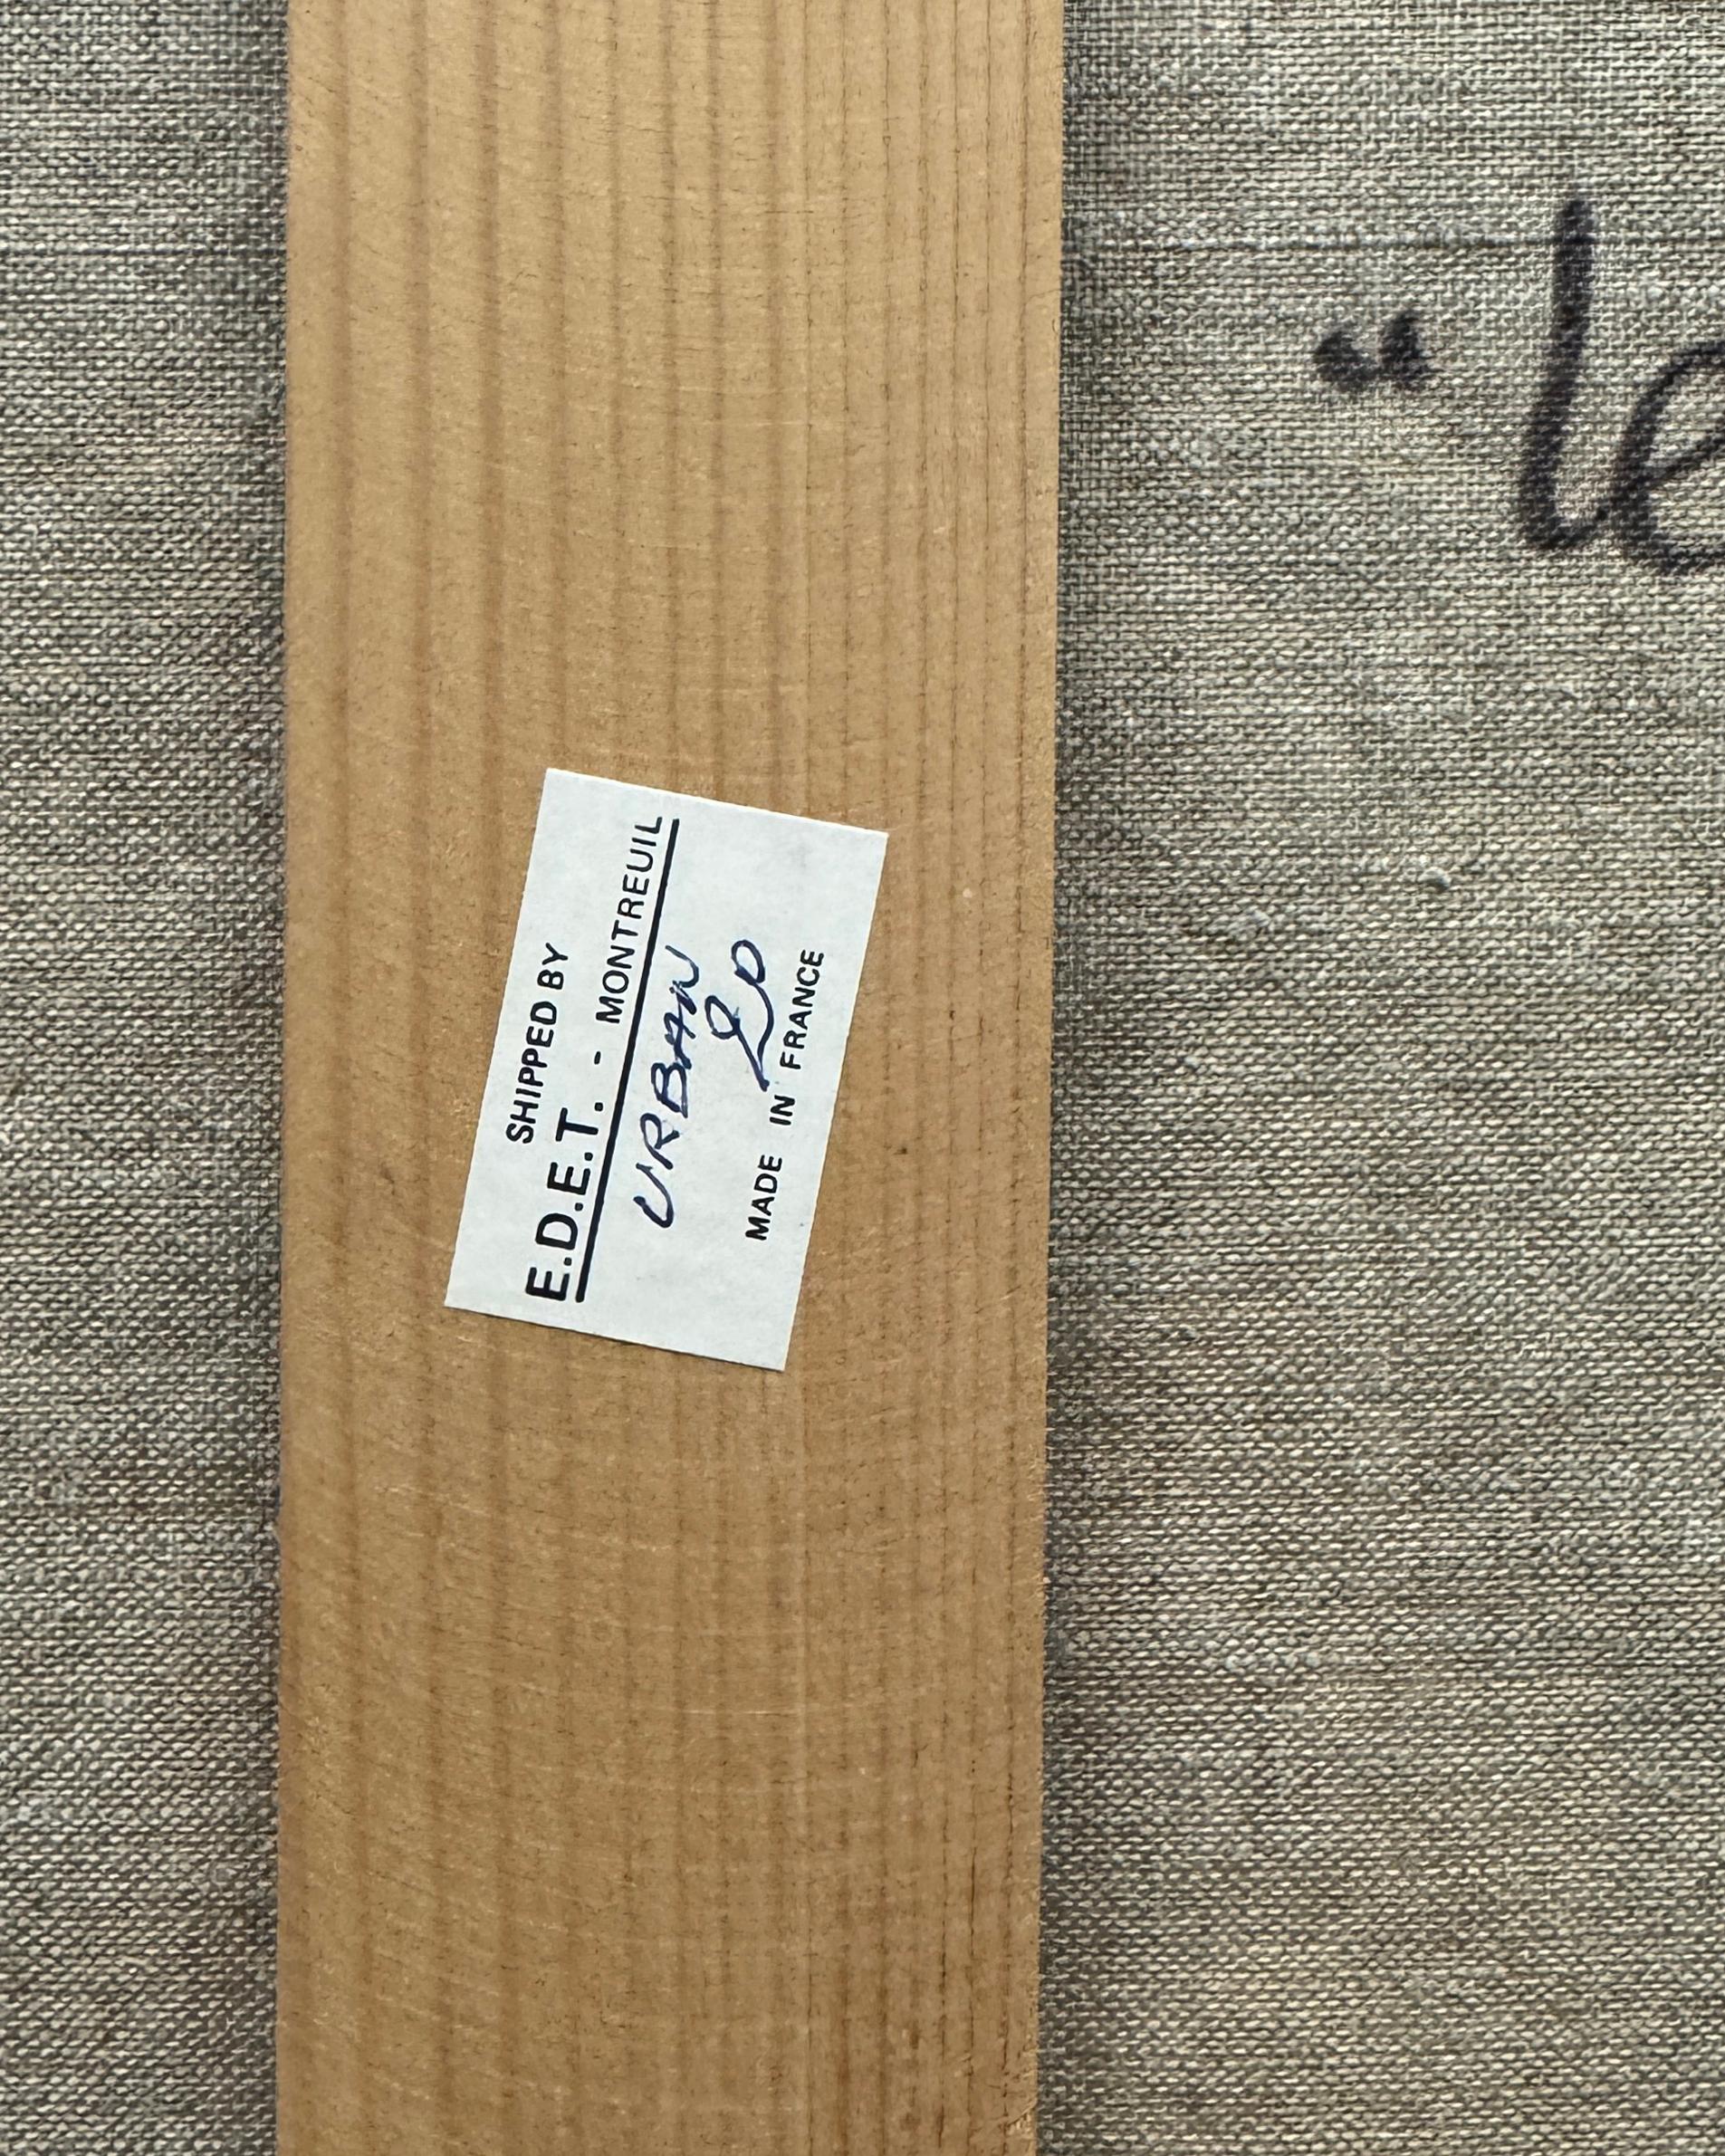 SHIPPED BY
E.D.E.T. - MONTREUIL
URBAN
20
MADE IN FRANCE
"le